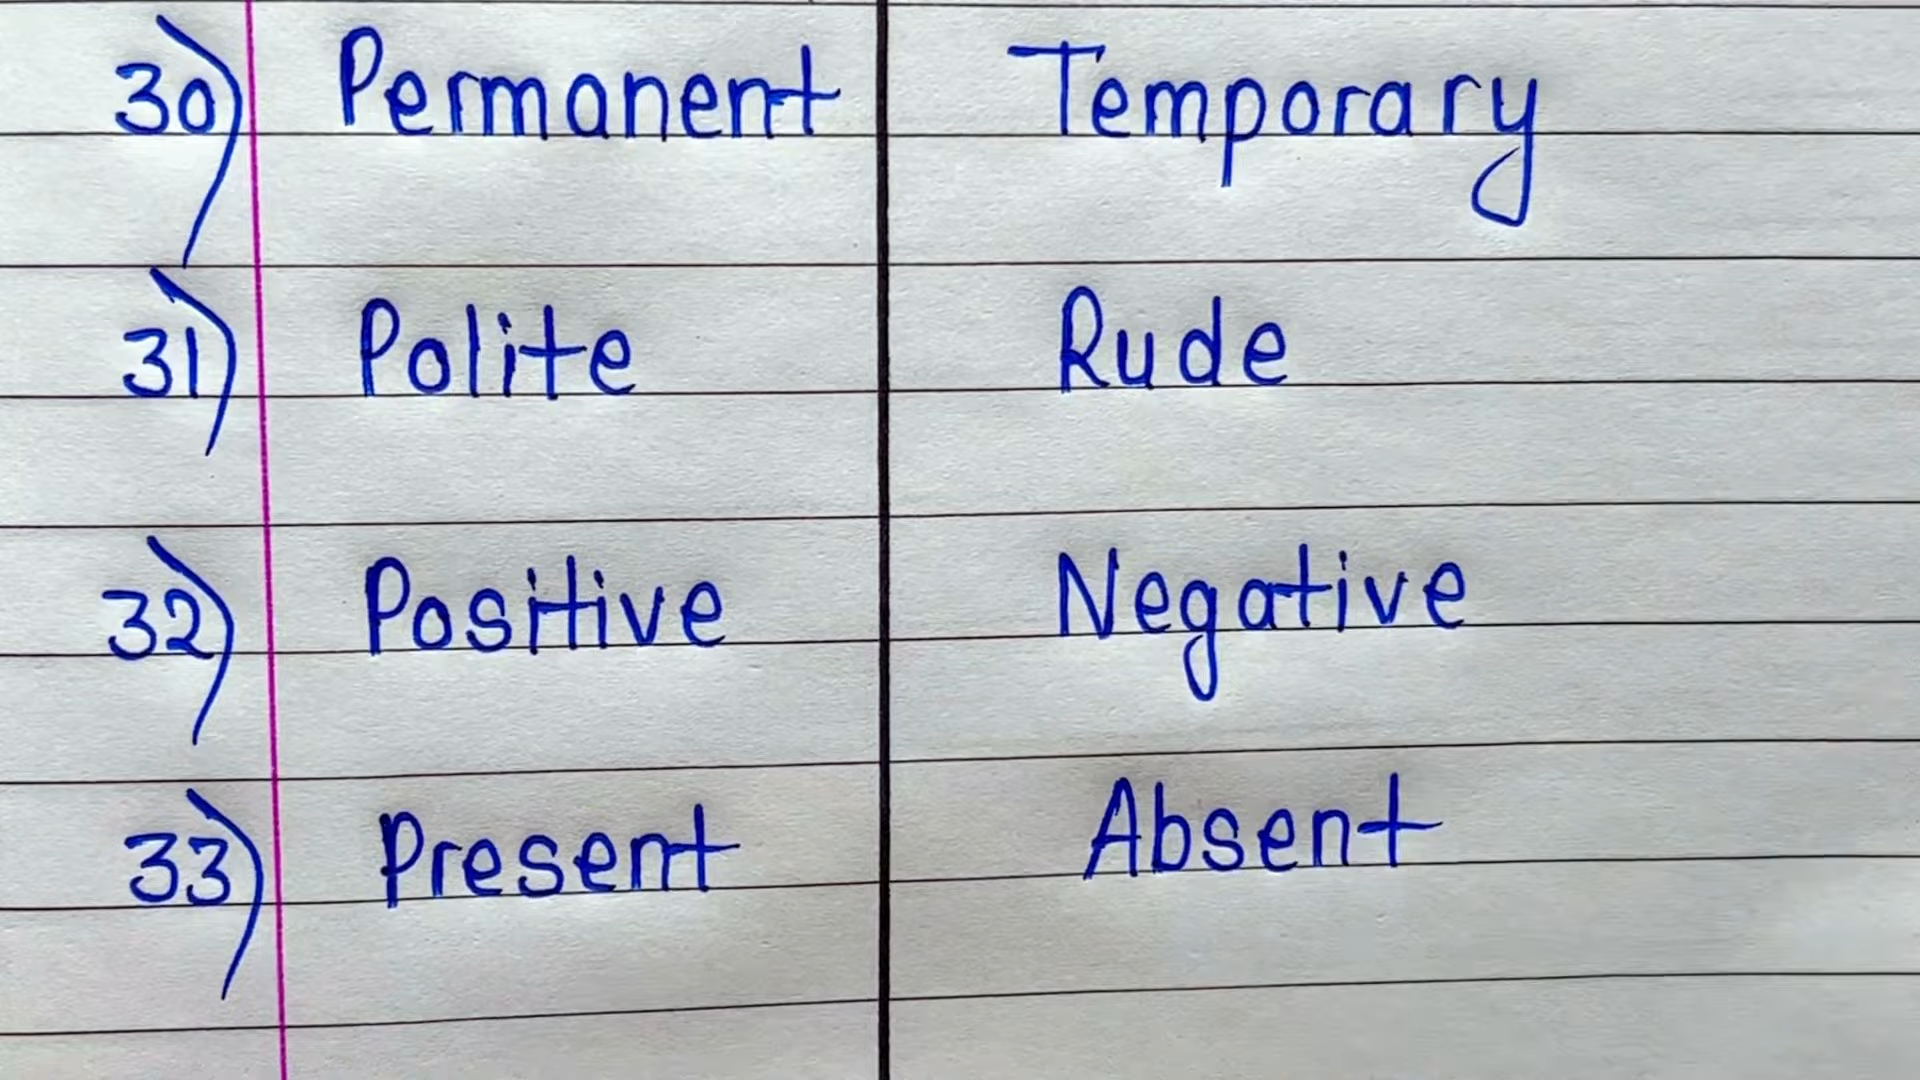 30) Permanent Temporary
31) Polite Rude
32) Positive Negative
33) Present Absent